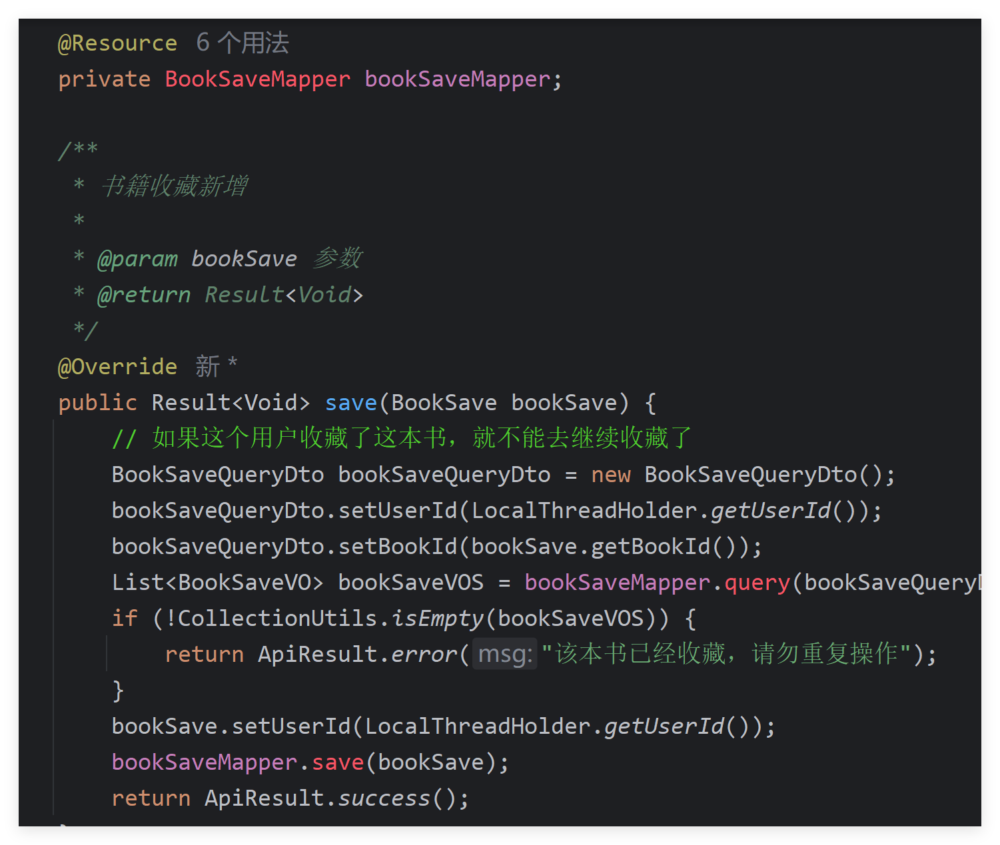 @Resource 6 个用法
private BookSaveMapper bookSaveMapper;
/**
* 书籍收藏新增
*
* @param bookSave 参数
* @return Result<Void>
*/
@Override 新 *
public Result<Void> save(BookSave bookSave) {
// 如果这个用户收藏了这本书，就不能去继续收藏了
BookSaveQueryDto bookSaveQueryDto = new BookSaveQueryDto();
bookSaveQueryDto.setUserId(LocalThreadHolder.getUserId());
bookSaveQueryDto.setBookId(bookSave.getBookId());
List<BookSaveVO> bookSaveVOS = bookSaveMapper.query(bookSaveQueryD
if (!CollectionUtils.isEmpty(bookSaveVOS)) {
return ApiResult.error( msg: "该本书已经收藏，请勿重复操作");
}
bookSave.setUserId(LocalThreadHolder.getUserId());
bookSaveMapper.save(bookSave);
return ApiResult.success();